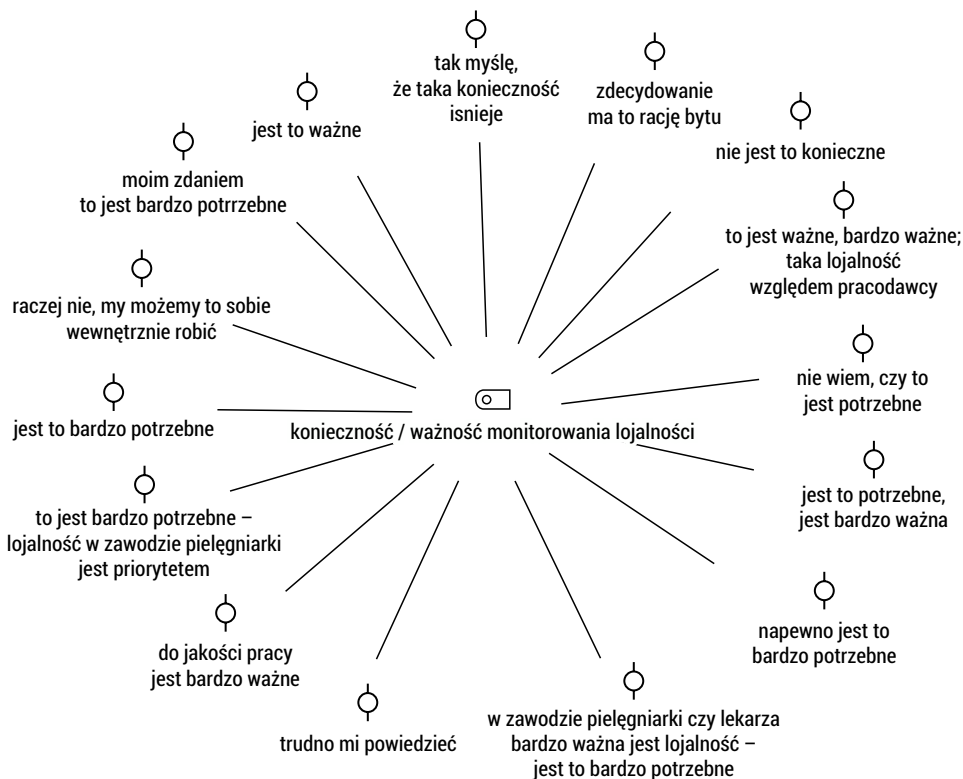 tak myślę,
że taka konieczność
isnieje
zdecydowanie
ma to rację bytu
jest to ważne
nie jest to konieczne
moim zdaniem
to jest bardzo potrrzebne
to jest ważne, bardzo ważne;
taka lojalność
względem pracodawcy
raczej nie, my możemy to sobie
wewnętrznie robić
nie wiem, czy to
jest potrzebne
jest to bardzo potrzebne
konieczność / ważność monitorowania lojalności
jest to potrzebne,
jest bardzo ważna
to jest bardzo potrzebne –
lojalność w zawodzie pielęgniarki
jest priorytetem
napewno jest to
bardzo potrzebne
do jakości pracy
jest bardzo ważne
trudno mi powiedzieć
w zawodzie pielęgniarki czy lekarza
bardzo ważna jest lojalność –
jest to bardzo potrzebne